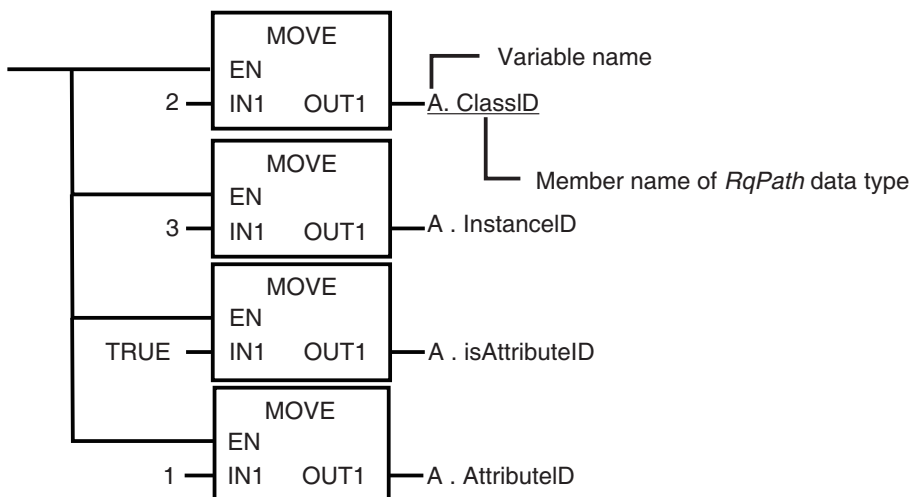 MOVE
EN
2 IN1 OUT1 A. ClassID
Variable name
Member name of RqPath data type
MOVE
EN
3 IN1 OUT1 A . InstanceID
MOVE
EN
TRUE IN1 OUT1 A . isAttributeID
MOVE
EN
1 IN1 OUT1 A . AttributeID